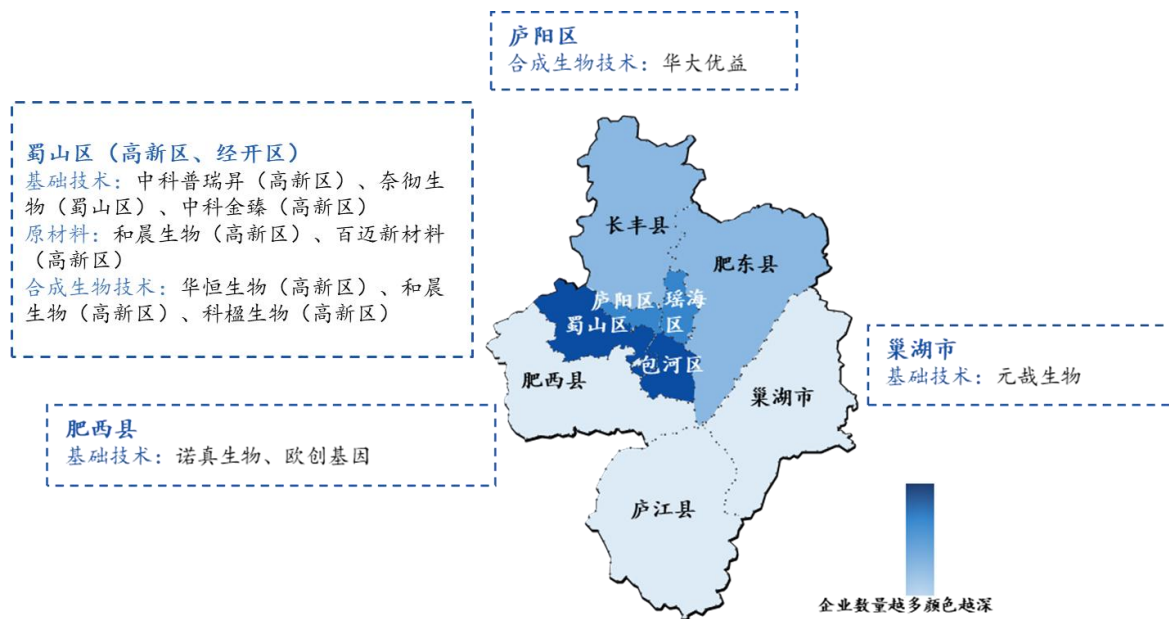 庐阳区
合成生物技术：华大优益
蜀山区（高新区、经开区）
基础技术：中科普瑞昇（高新区）、奈彻生
物（蜀山区）、中科金臻（高新区）
原材料：和晨生物（高新区）、百迈新材料
（高新区）
合成生物技术：华恒生物（高新区）、和晨
生物（高新区）、科楹生物（高新区）
长丰县
肥东县
庐阳区
瑶海
区
蜀山区
包河区
肥西县
巢湖市
庐江县
巢湖市
基础技术：元哉生物
肥西县
基础技术：诺真生物、欧创基因
企业数量越多颜色越深